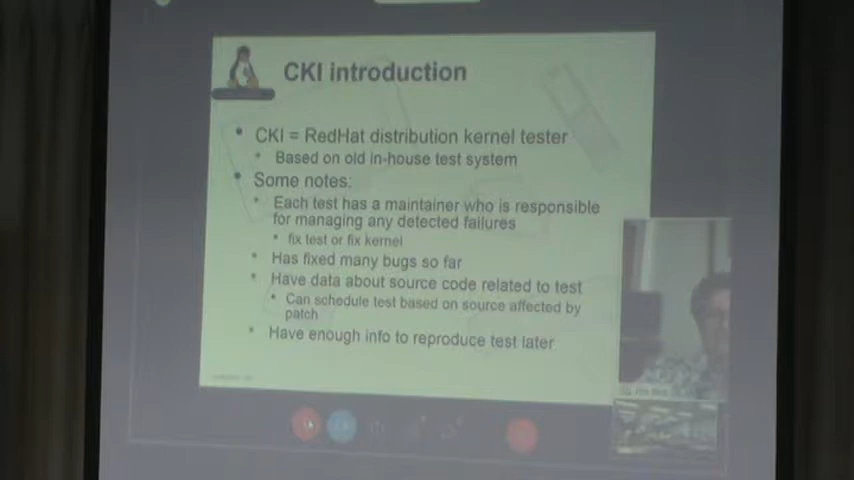 CKI introduction
• CKI = RedHat distribution kernel tester
• Based on old in-house test system
• Some notes:
• Each test has a maintainer who is responsible
for managing any detected failures
• fix test or fix kernel
• Has fixed many bugs so far
• Have data about source code related to test
• Can schedule test based on source affected by
patch
• Have enough info to reproduce test later